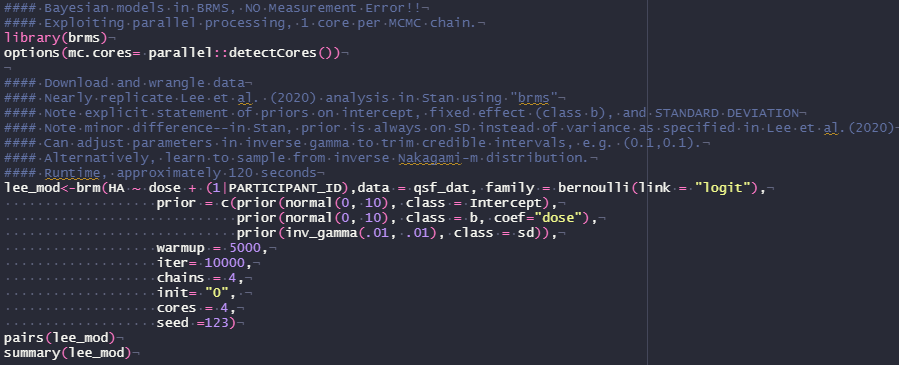 #### Bayesian models in BRMS, NO Measurement Error!!
#### Exploiting parallel processing, 1 core per MCMC chain.
library(brms)
options(mc.cores= parallel::detectCores())

#### Download and wrangle data
#### Nearly replicate Lee et al. (2020) analysis in Stan using "brms"
#### Note explicit statement of priors on intercept, fixed effect (class b), and STANDARD DEVIATION
#### Note minor difference--in Stan, prior is always on SD instead of variance as specified in Lee et al.(2020)
#### Can adjust parameters in inverse gamma to trim credible intervals, e.g. (0.1,0.1).
#### Alternatively, learn to sample from inverse Nakagami-m distribution.
#### Runtime, approximately 120 seconds
lee_mod<-brm(HA ~ dose + (1|PARTICIPANT_ID),data = qsf_dat, family = bernoulli(link = "logit"),
                    prior = c(prior(normal(0, 10), class = Intercept),
                              prior(normal(0, 10), class = b, coef="dose"),
                              prior(inv_gamma(.01, .01), class = sd)),
                    warmup = 5000,
                    iter= 10000,
                    chains = 4,
                    init= "0",
                    cores = 4,
                    seed =123)
pairs(lee_mod)
summary(lee_mod)